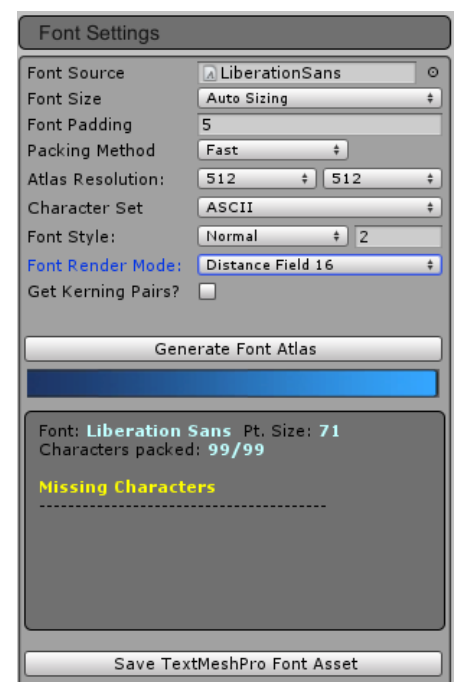 Font Settings
Font Source LiberationSans
Font Size Auto Sizing
Font Padding 5
Packing Method Fast
Atlas Resolution: 512 512
Character Set ASCII
Font Style: Normal 2
Font Render Mode: Distance Field 16
Get Kerning Pairs?
Generate Font Atlas
Font: Liberation Sans Pt. Size: 71
Characters packed: 99/99
Missing Characters
----------------------------------------
Save TextMeshPro Font Asset